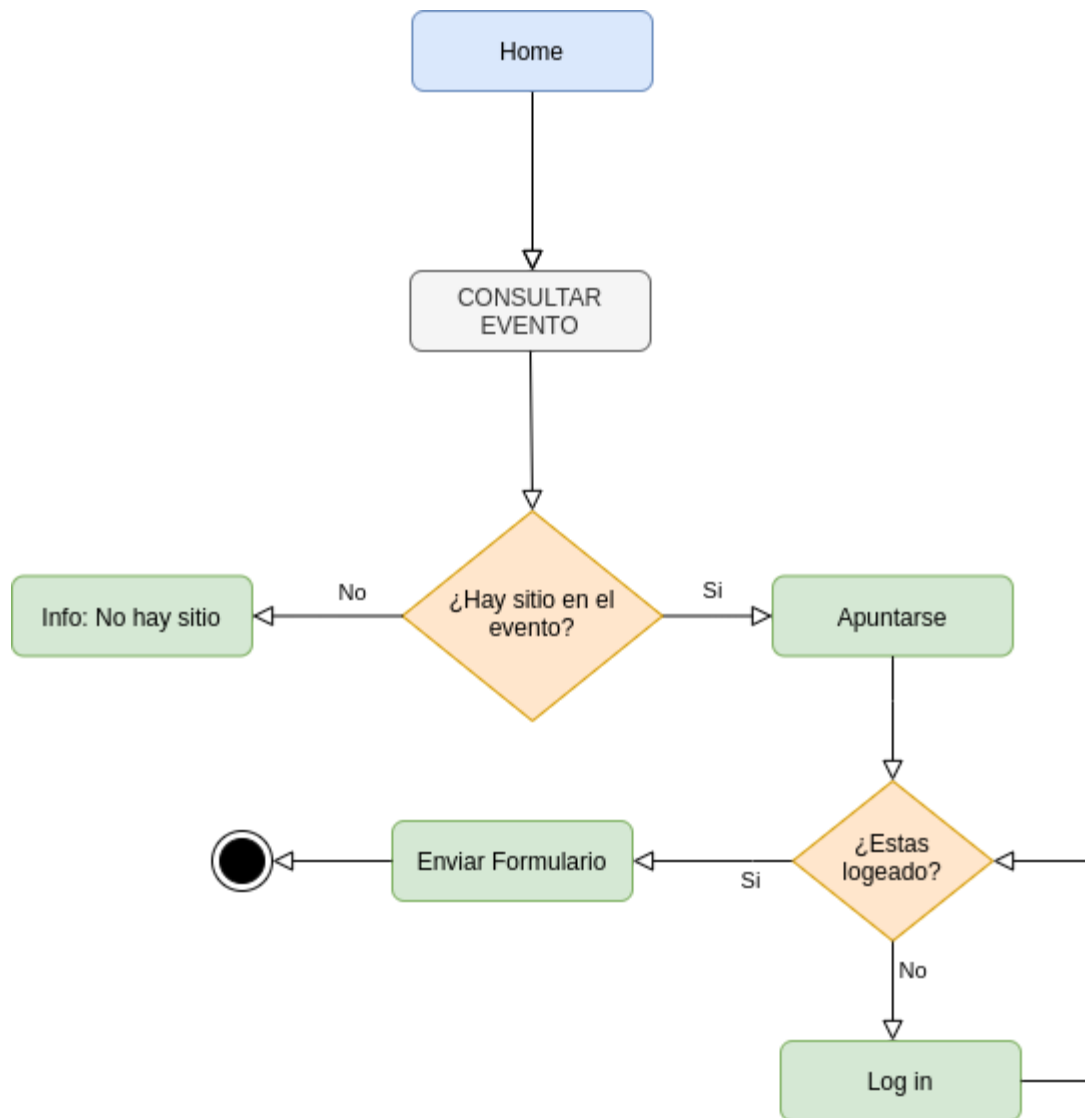 Home
CONSULTAR
EVENTO
No
¿Hay sitio en el
evento?
Si
Info: No hay sitio
Apuntarse
¿Estas
logeado?
Si
Enviar Formulario
No
Log in